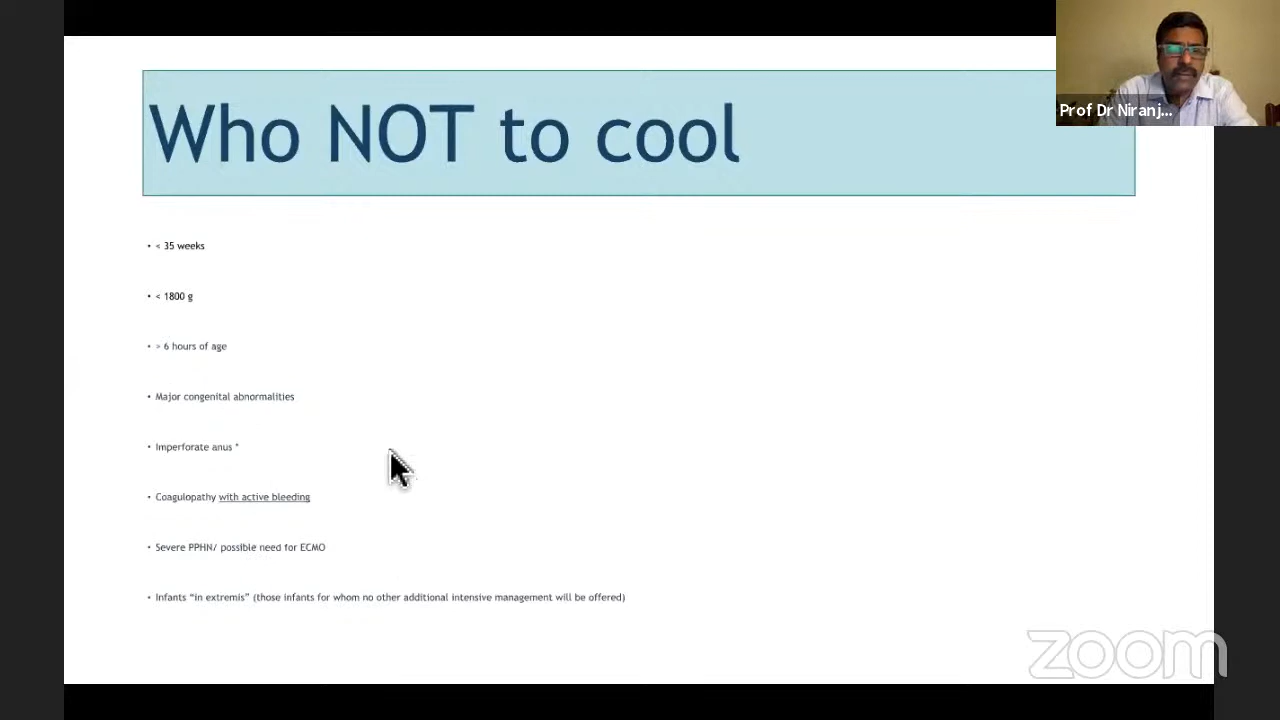 Who NOT to cool
Prof Dr Niranj...
• < 35 weeks
• < 1800 g
• > 6 hours of age
• Major congenital abnormalities
• Imperforate anus *
• Coagulopathy with active bleeding
• Severe PPHN/ possible need for ECMO
• Infants “in extremis” (those infants for whom no other additional intensive management will be offered)
zoom